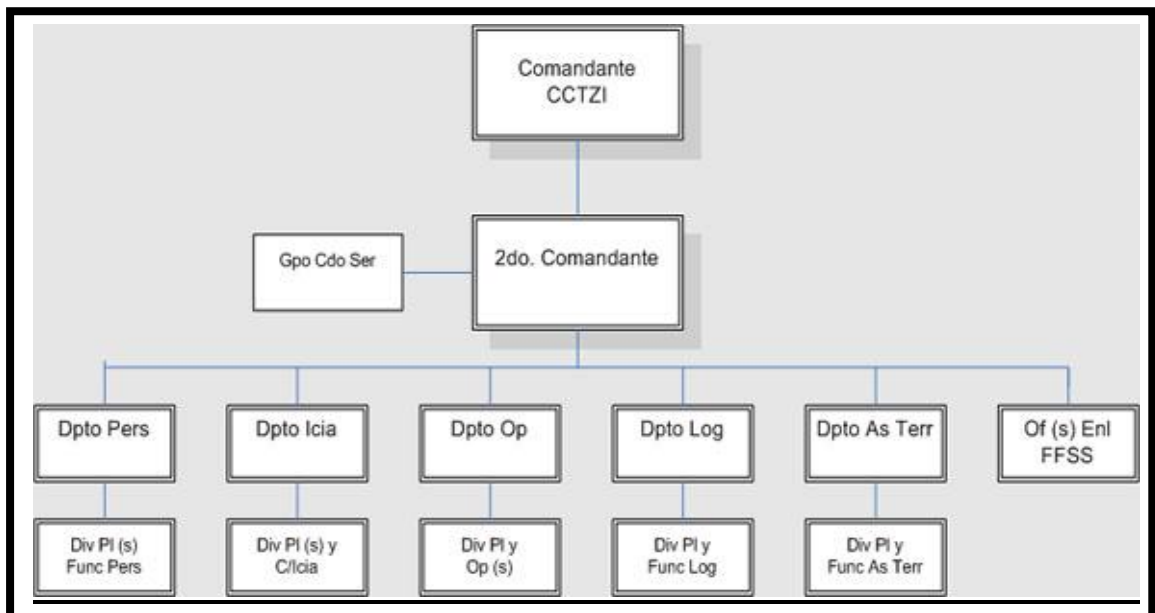 Comandante
CCTZI
Gpo Cdo Ser
2do. Comandante
Dpto Pers
Dpto Icia
Dpto Op
Dpto Log
Dpto As Terr
Of (s) Enl
FFSS
Div Pl (s)
Func Pers
Div Pl (s) y
C/Icia
Div Pl y
Op (s)
Div Pl y
Func Log
Div Pl y
Func As Terr